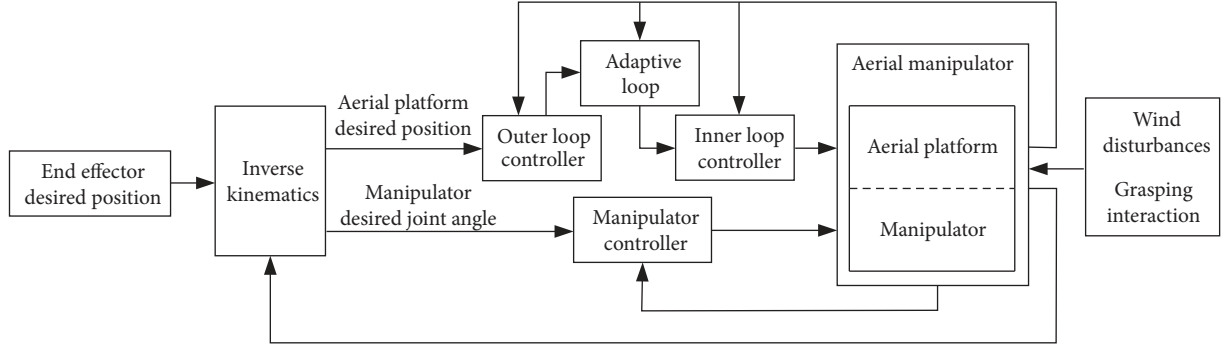 End effector
desired position
Inverse
kinematics
Aerial platform
desired position
Manipulator
desired joint angle
Outer loop
controller
Adaptive
loop
Inner loop
controller
Manipulator
controller
Aerial manipulator
Aerial platform
Manipulator
Wind
disturbances
Grasping
interaction